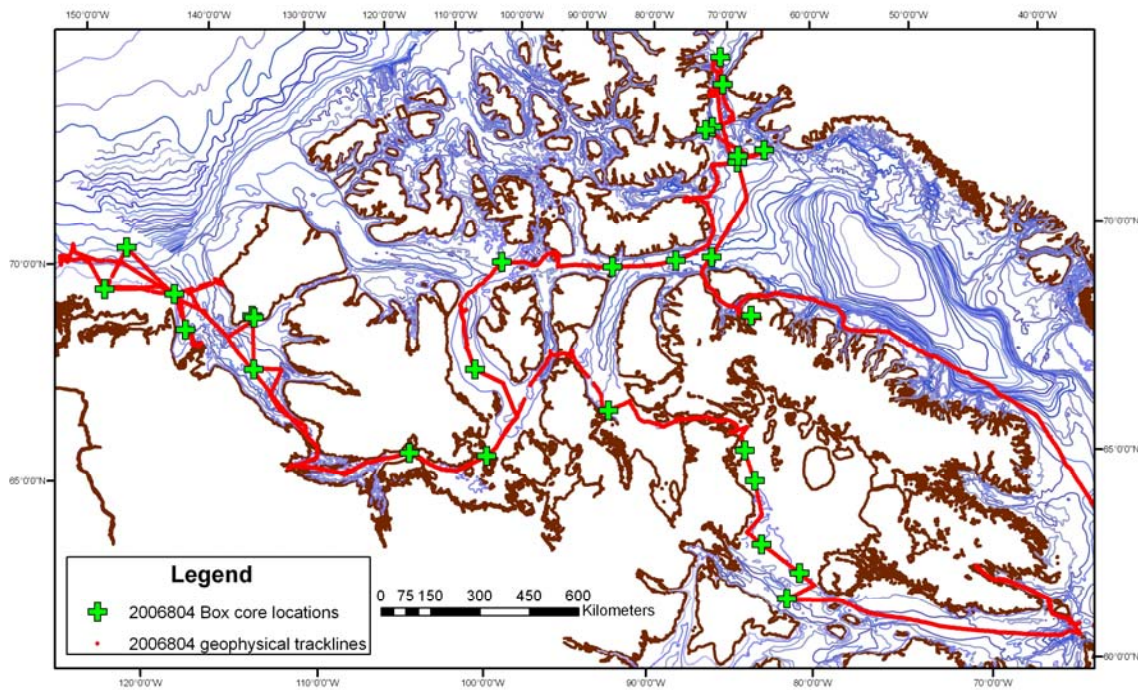 150°0'0"W 140°0'0"W 130°0'0"W 120°0'0"W 110°0'0"W 100°0'0"W 90°0'0"W 80°0'0"W 70°0'0"W 60°0'0"W 50°0'0"W 40°0'0"W
70°0'0"N
70°0'0"N
65°0'0"N
65°0'0"N
Legend
2006804 Box core locations
2006804 geophysical tracklines
0 75 150 300 450 600
Kilometers
60°0'0"N
120°0'0"W 110°0'0"W 100°0'0"W 90°0'0"W 80°0'0"W 70°0'0"W